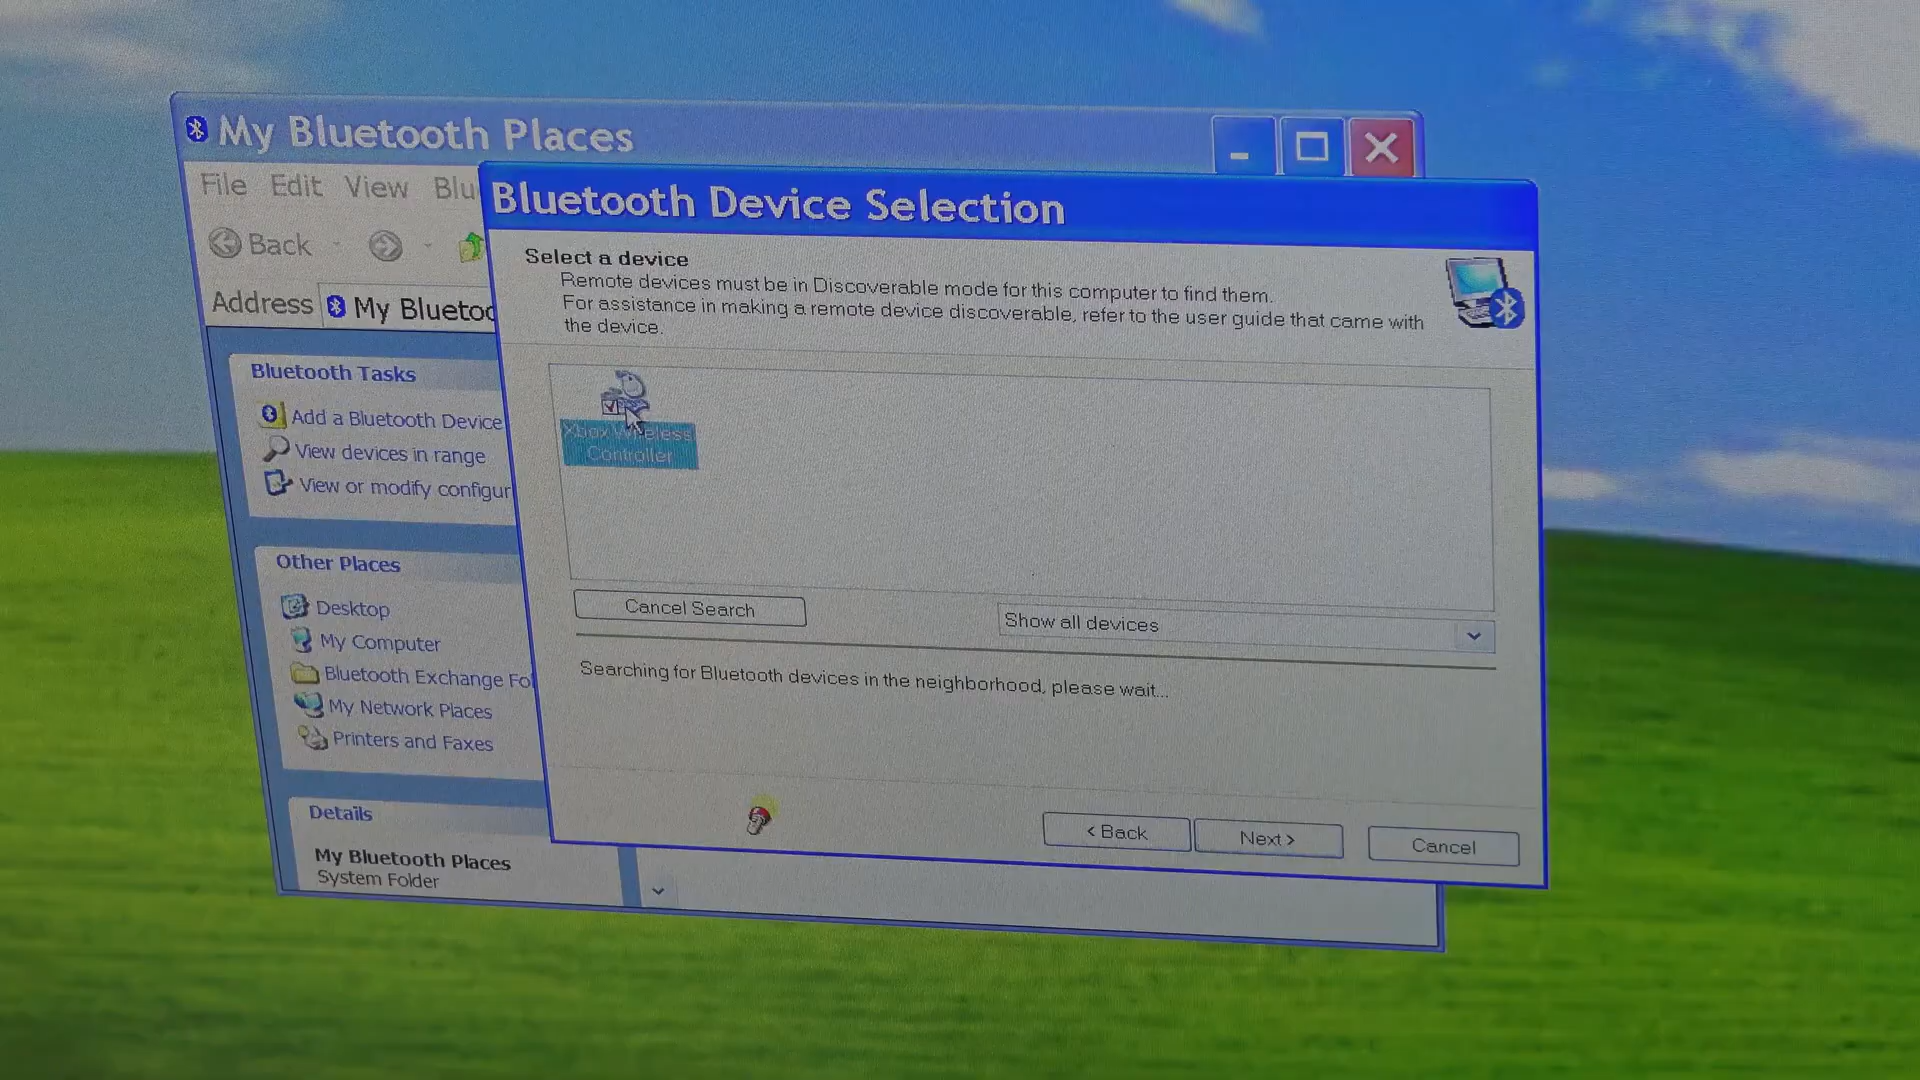 My Bluetooth Places
File Edit View Blu
Bluetooth Device Selection
Back
Address My Bluetoo
Select a device
Remote devices must be in Discoverable mode for this computer to find them.
For assistance in making a remote device discoverable, refer to the user guide that came with
the device.
Bluetooth Tasks
Add a Bluetooth Device
View devices in range
View or modify configur
Xbox Wireless
Controller
Other Places
Desktop
My Computer
Bluetooth Exchange Fol
My Network Places
Printers and Faxes
Cancel Search
Show all devices
Searching for Bluetooth devices in the neighborhood, please wait...
Details
My Bluetooth Places
System Folder
< Back
Next >
Cancel